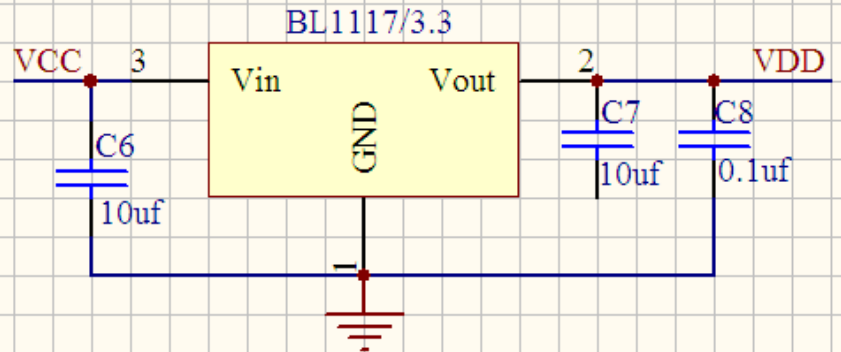 BL1117/3.3
VCC 3 Vin Vout 2 VDD
GND
C6
10uf
C7
10uf
C8
0.1uf
1